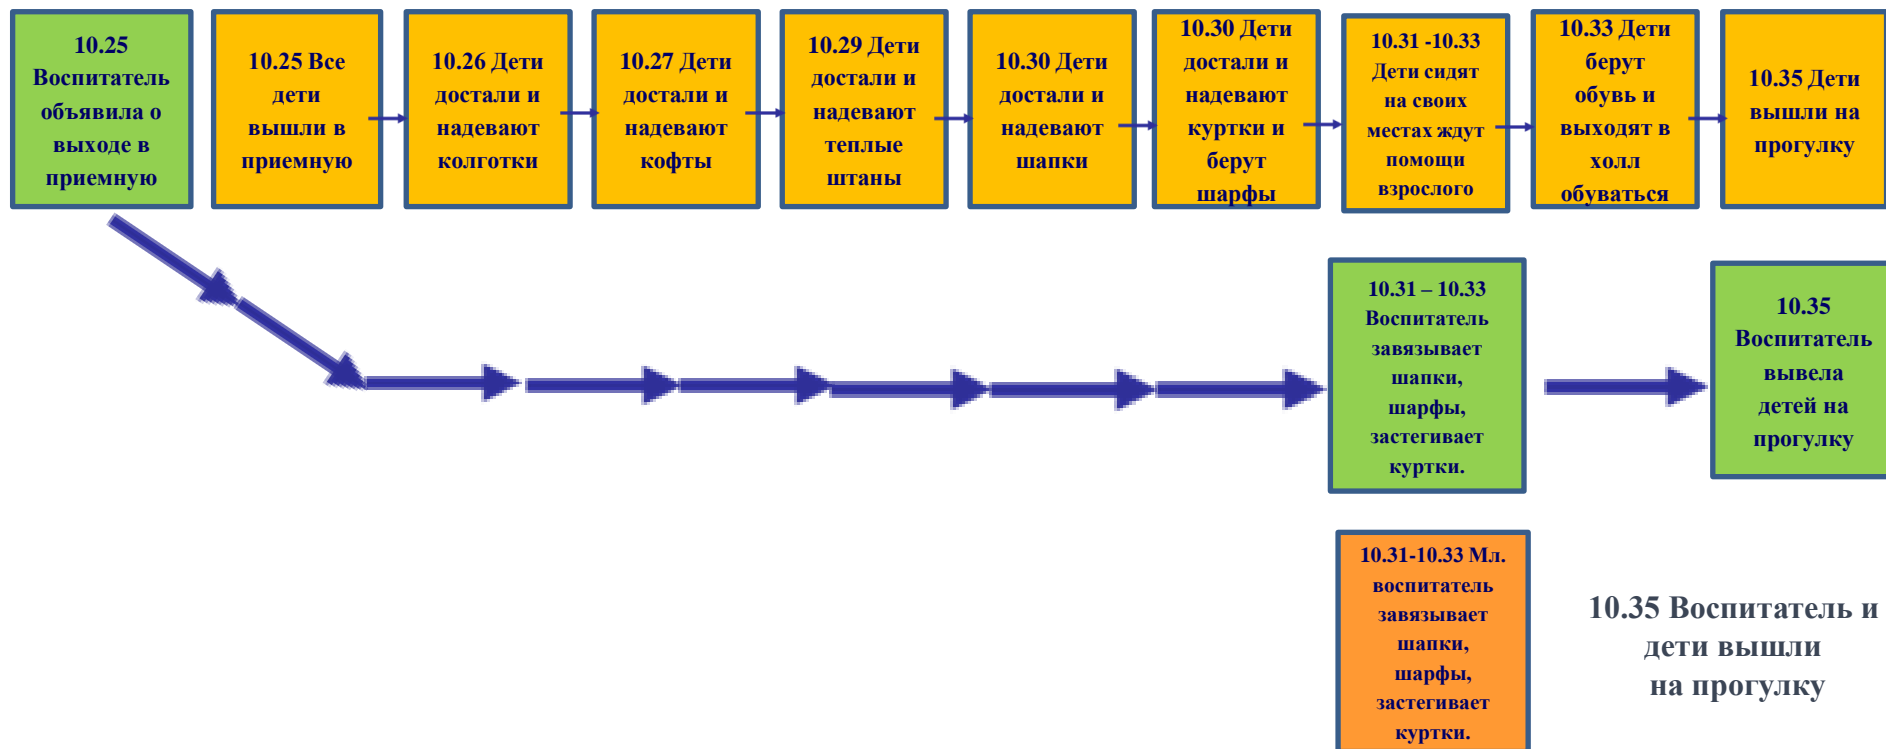 10.25
Воспитатель
объявила о
выходе в
приемную
10.25 Все
дети
вышли в
приемную
10.26 Дети
достали и
надевают
колготки
10.27 Дети
достали и
надевают
кофты
10.29 Дети
достали и
надевают
теплые
штаны
10.30 Дети
достали и
надевают
шапки
10.30 Дети
достали и
надевают
куртки и
берут
шарфы
10.31 -10.33
Дети сидят
на своих
местах ждут
помощи
взрослого
10.33 Дети
берут
обувь и
выходят в
холл
обуваться
10.35 Дети
вышли на
прогулку
10.31 – 10.33
Воспитатель
завязывает
шапки,
шарфы,
застегивает
куртки.
10.35
Воспитатель
вывела
детей на
прогулку
10.31-10.33 Мл.
воспитатель
завязывает
шапки,
шарфы,
застегивает
куртки.
10.35 Воспитатель и
дети вышли
на прогулку